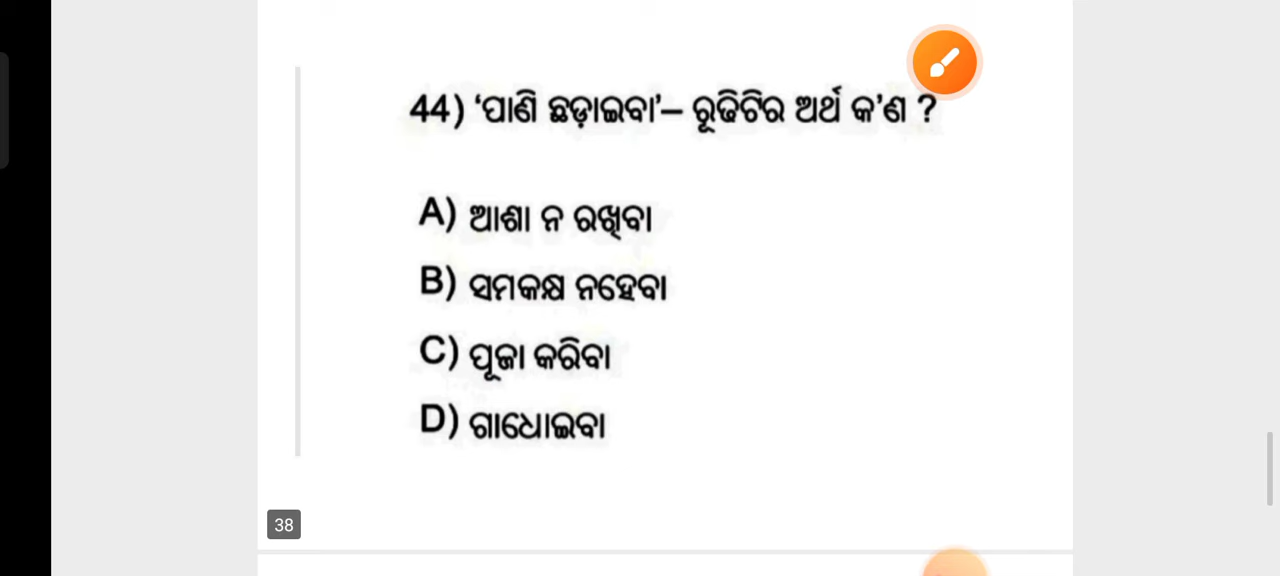 44) ‘ପାଣି ଛଡ଼ାଇବା’– ରୂଢିଟିର ଅର୍ଥ କ’ଣ ?
A) ଆଶା ନ ରଖିବା
B) ସମକକ୍ଷ ନହେବା
C) ପୂଜା କରିବା
D) ଗାଧୋଇବା
38